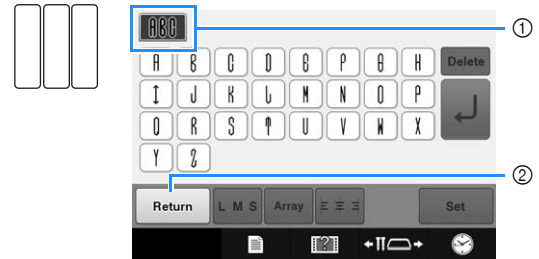 ABC ①
A B C D E F G H Delete
I J K L M N O P
Q R S T U V W X
Y Z
②
Return L M S Array Set